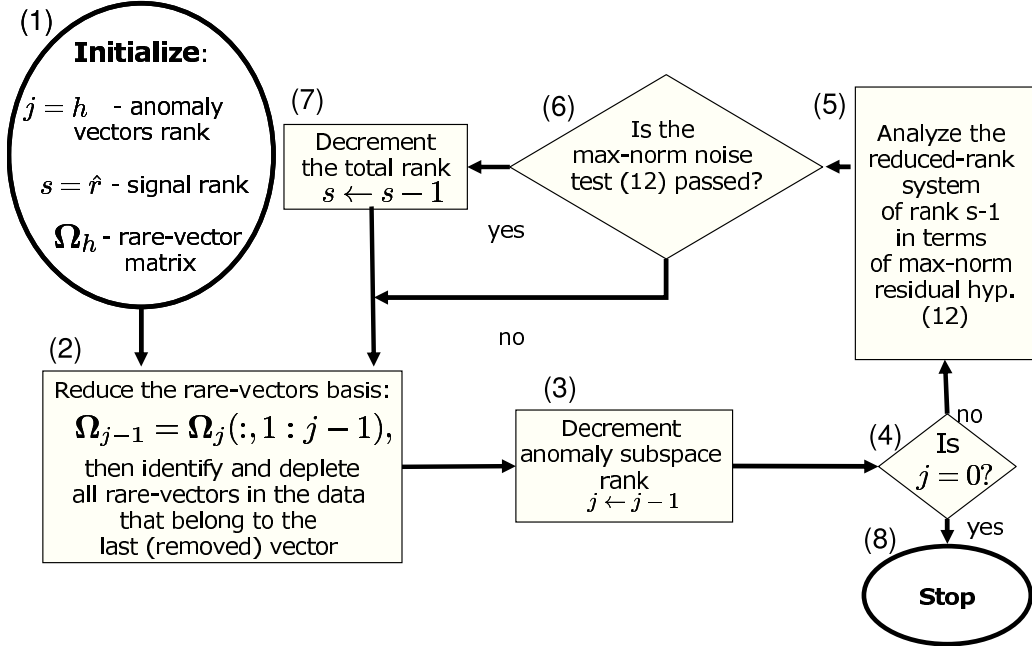 (1)
Initialize:
j = h - anomaly
vectors rank
s = r̂ - signal rank
Ω_h - rare-vector
matrix
(2)
Reduce the rare-vectors basis:
Ω_{j−1} = Ω_j(:, 1 : j − 1),
then identify and deplete
all rare-vectors in the data
that belong to the
last (removed) vector
(3)
Decrement
anomaly subspace
rank
j ← j − 1
(4)
Is
j = 0?
no
yes
(5)
Analyze the
reduced-rank
system
of rank s-1
in terms
of max-norm
residual hyp.
(12)
(6)
Is the
max-norm noise
test (12) passed?
yes
no
(7)
Decrement
the total rank
s ← s − 1
(8)
Stop